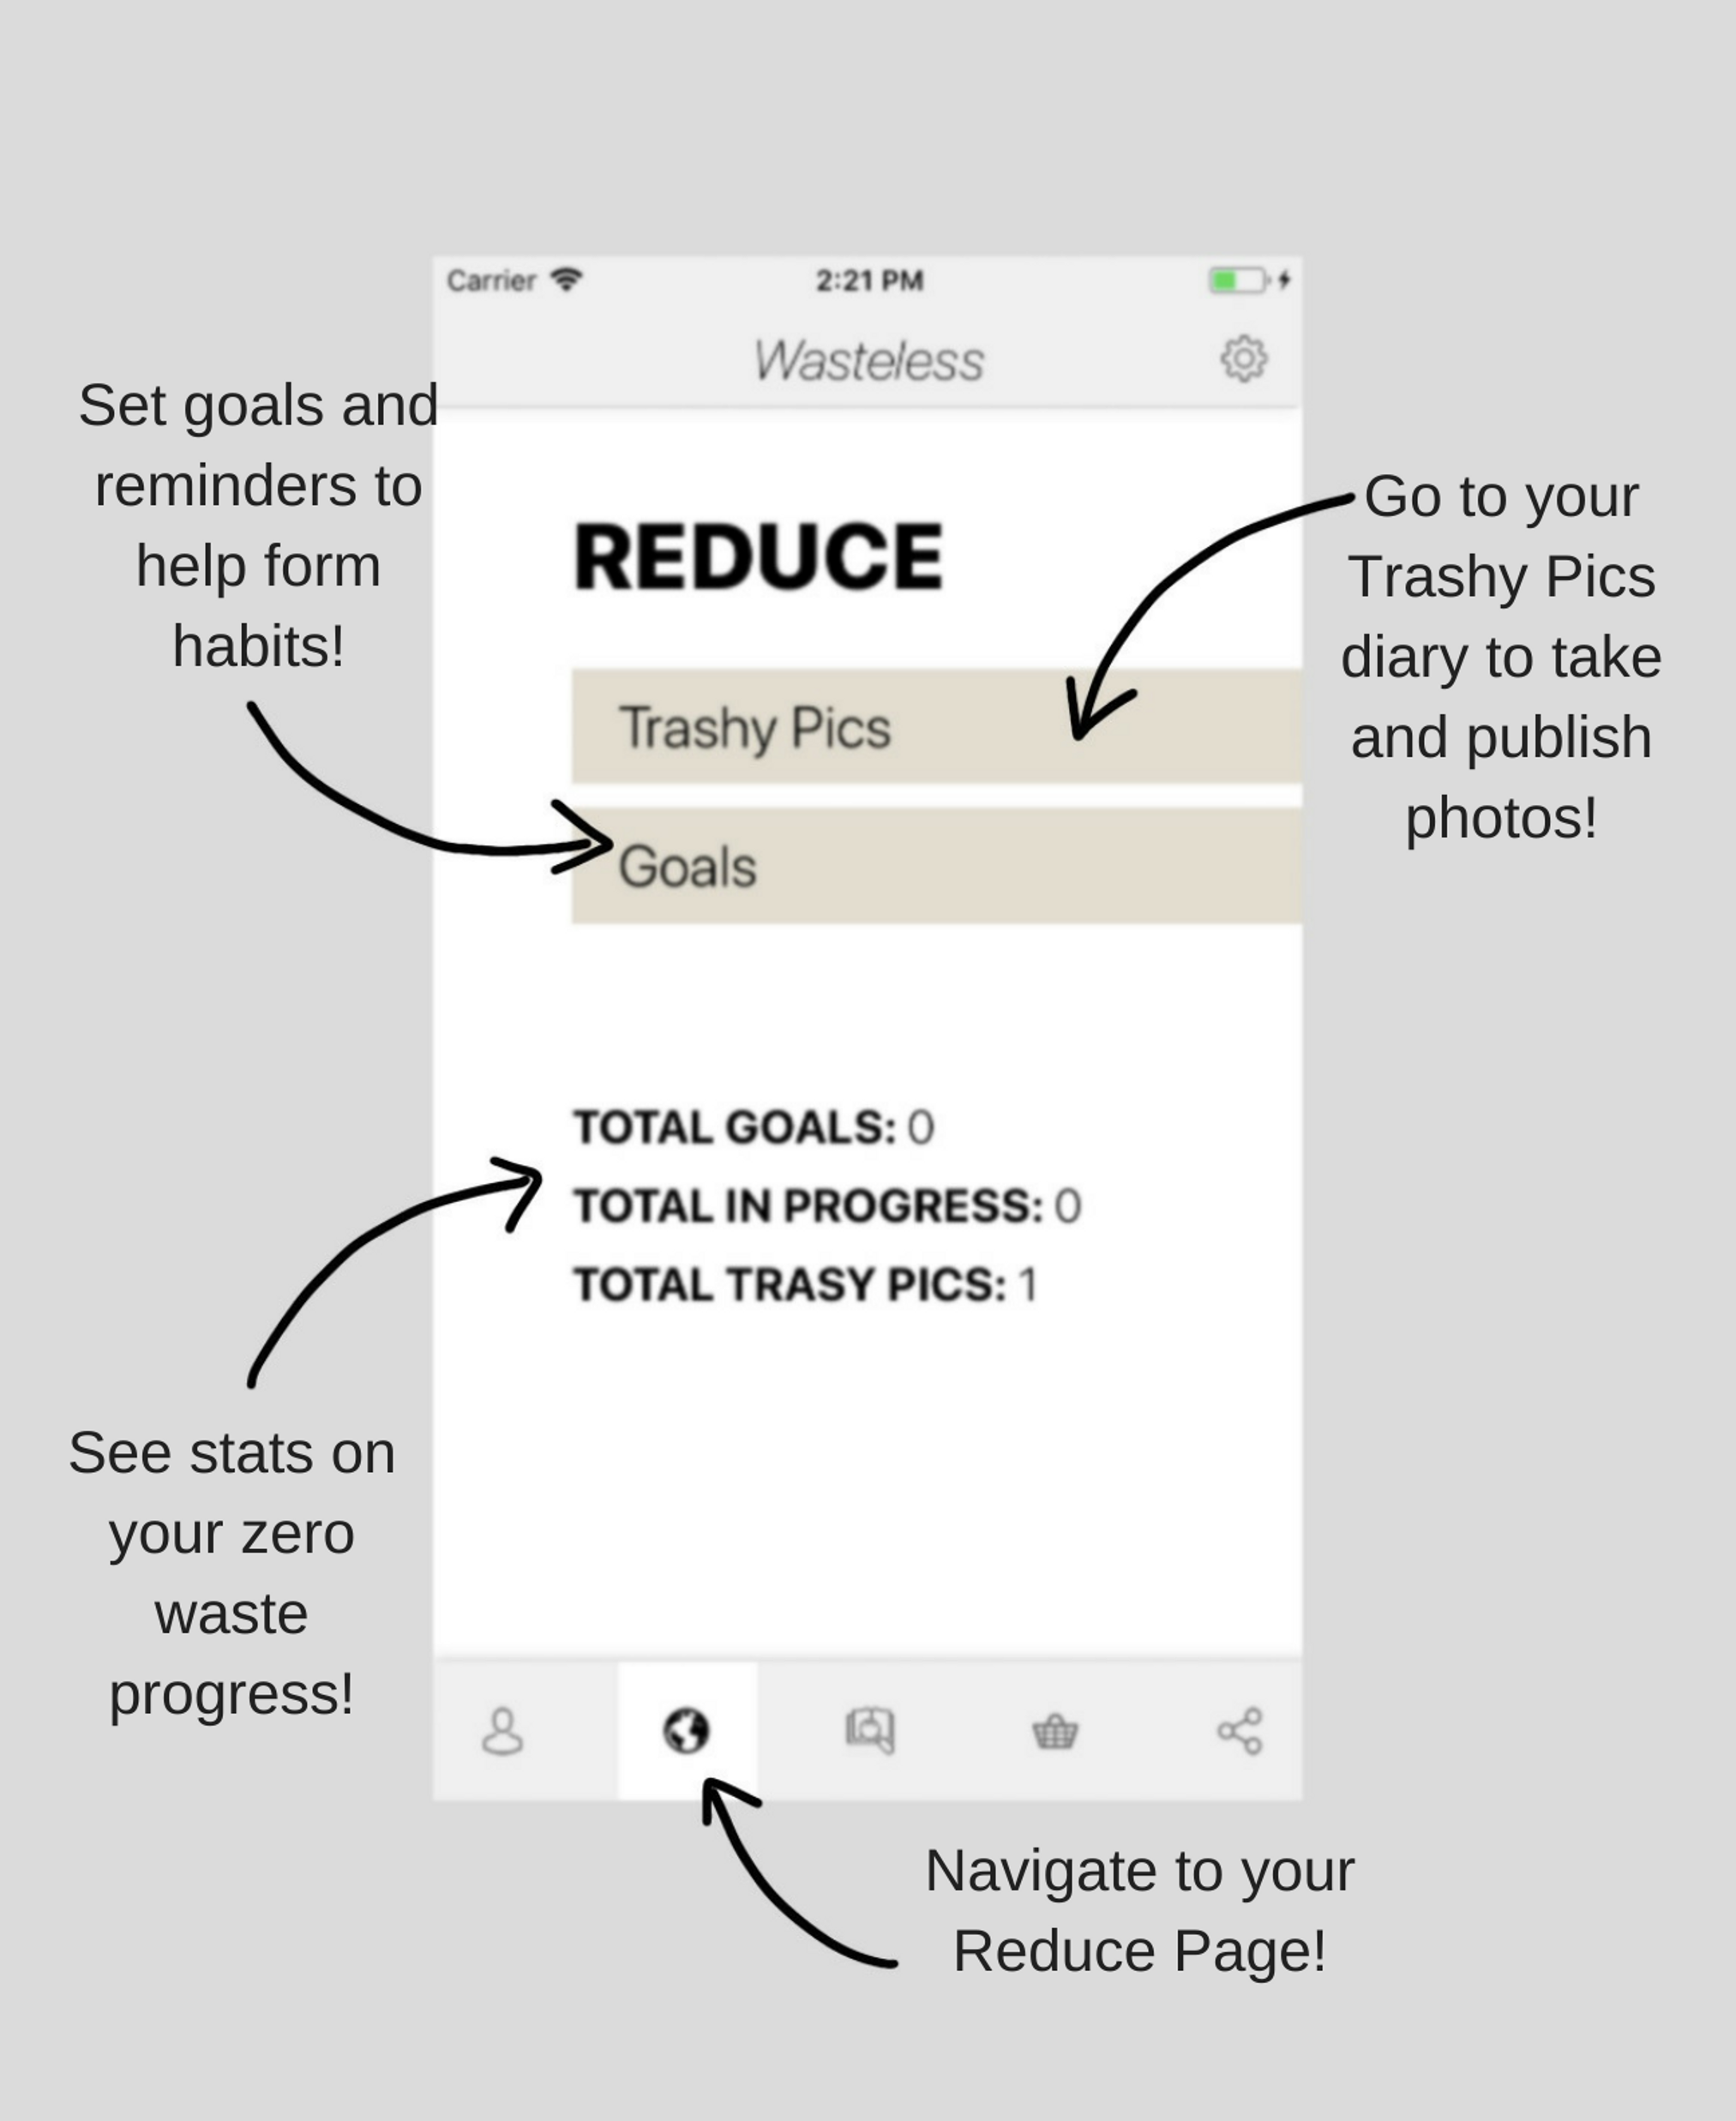 Carrier 2:21 PM
Wasteless
Set goals and
reminders to
help form
habits!
Go to your
Trashy Pics
diary to take
and publish
photos!
REDUCE
Trashy Pics
Goals
TOTAL GOALS: 0
TOTAL IN PROGRESS: 0
TOTAL TRASY PICS: 1
See stats on
your zero
waste
progress!
Navigate to your
Reduce Page!